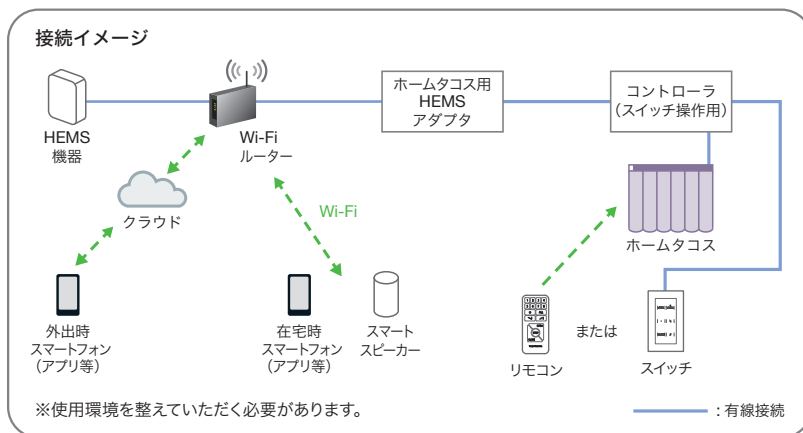 接続イメージ
HEMS
機器
Wi-Fi
ルーター
ホームタコス用
HEMS
アダプタ
コントローラ
(スイッチ操作用)
クラウド
Wi-Fi
ホームタコス
外出時
スマートフォン
(アプリ等)
在宅時
スマートフォン
(アプリ等)
スマート
スピーカー
リモコン
または
スイッチ
※使用環境を整えていただく必要があります。
: 有線接続